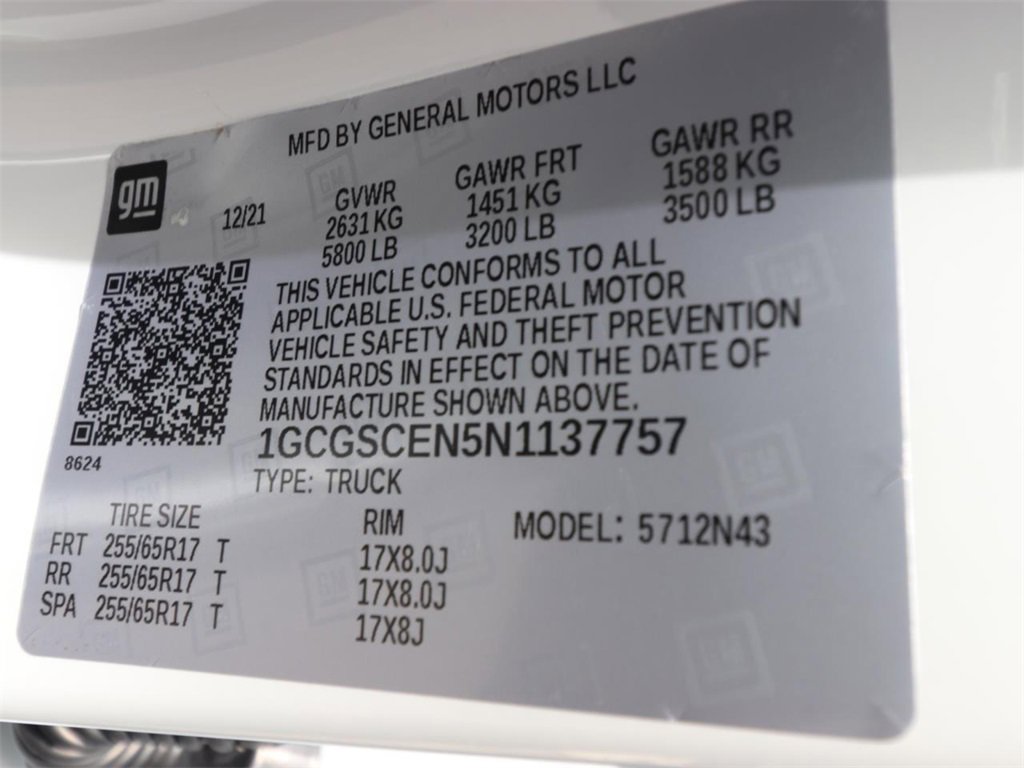 MFD BY GENERAL MOTORS LLC
gm
12/21
GVWR
2631 KG
5800 LB
GAWR FRT
1451 KG
3200 LB
GAWR RR
1588 KG
3500 LB
THIS VEHICLE CONFORMS TO ALL
APPLICABLE U.S. FEDERAL MOTOR
VEHICLE SAFETY AND THEFT PREVENTION
STANDARDS IN EFFECT ON THE DATE OF
MANUFACTURE SHOWN ABOVE.
8624
1GCGSCEN5N1137757
TYPE: TRUCK
TIRE SIZE RIM MODEL: 5712N43
FRT 255/65R17 T 17X8.0J
RR 255/65R17 T 17X8.0J
SPA 255/65R17 T 17X8J